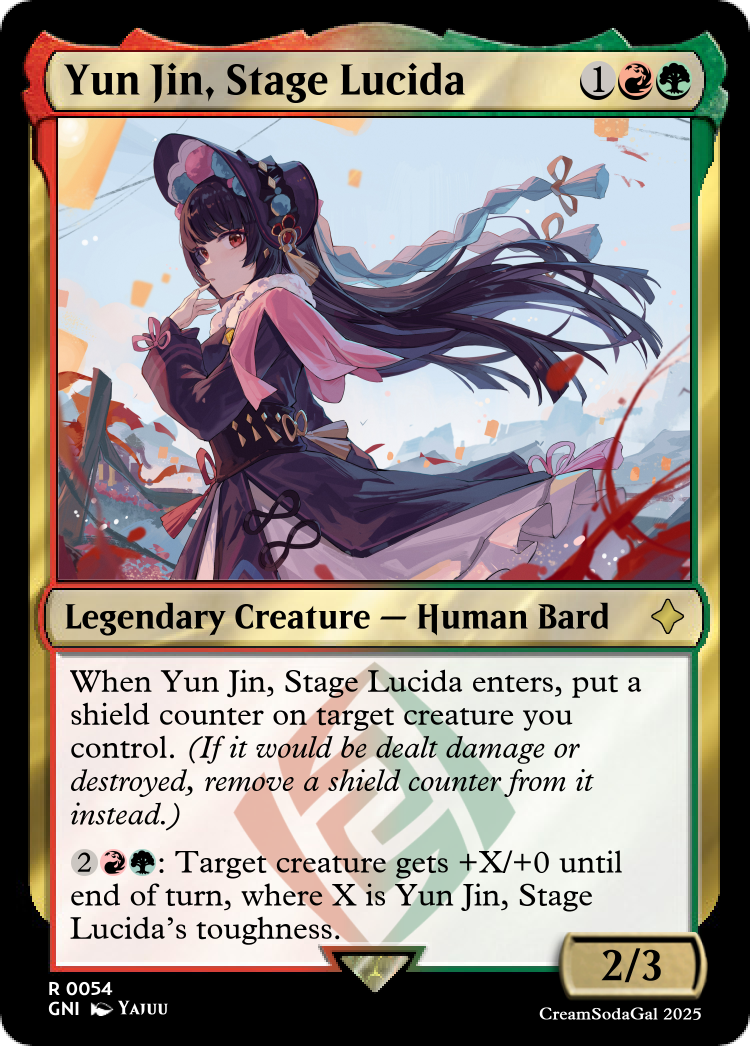 Yun Jin, Stage Lucida 1
Legendary Creature — Human Bard
When Yun Jin, Stage Lucida enters, put a
shield counter on target creature you
control. (If it would be dealt damage or
destroyed, remove a shield counter from it
instead.)
2: Target creature gets +X/+0 until
end of turn, where X is Yun Jin, Stage
Lucida's toughness.
2/3
R 0054
GNI Yajuu
CreamSodaGal 2025